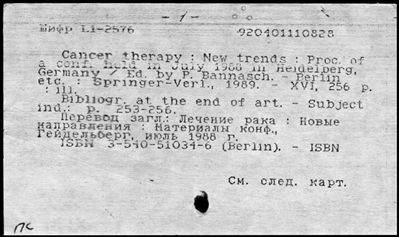 - 1 -
шифр l1-2576 920401110828
Cancer therapy : New trends : Proc. of
a conf. held in July 1988 in Heidelberg,
Germany / Ed. by P. Bannasch. - Berlin
etc. : Springer-Verl., 1989. - XVI, 256 p.
: ill.
Bibliogr. at the end of art. - Subject
ind.: p. 253-256.
Перевод загл.: Лечение рака : Новые
направления : Материалы конф.,
Гейдельберг, июль 1988 г.
ISBN 3-540-51034-6 (Berlin). - ISBN
См. след. карт.
ПС